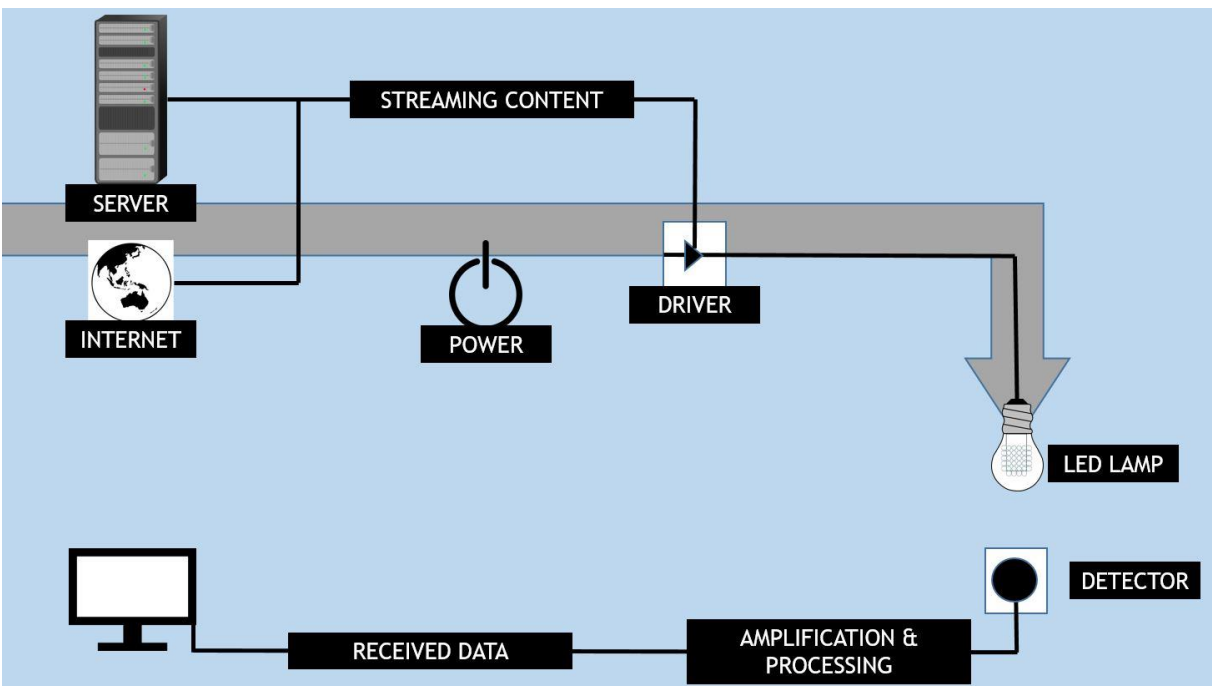 STREAMING CONTENT
SERVER
INTERNET
POWER
DRIVER
LED LAMP
DETECTOR
RECEIVED DATA
AMPLIFICATION &
PROCESSING